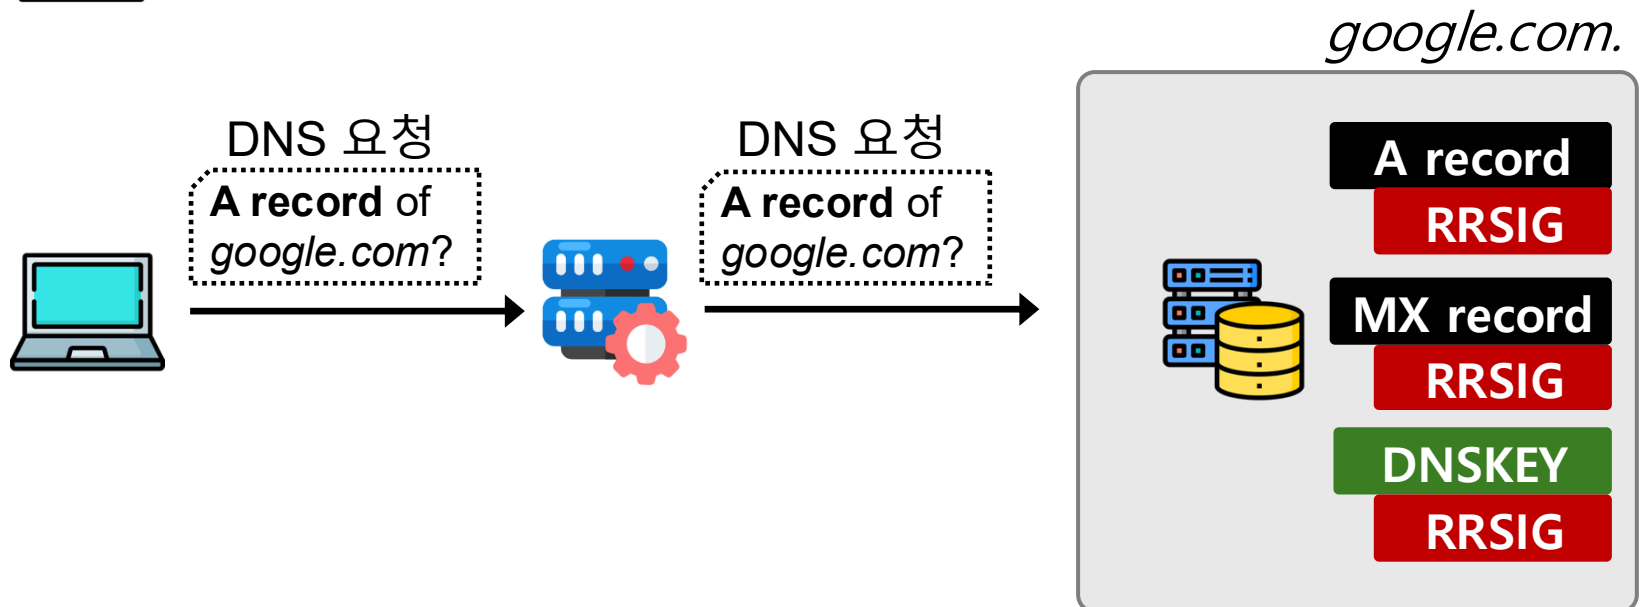 google.com.
DNS 요청
A record of
google.com?
DNS 요청
A record of
google.com?
A record
RRSIG
MX record
RRSIG
DNSKEY
RRSIG